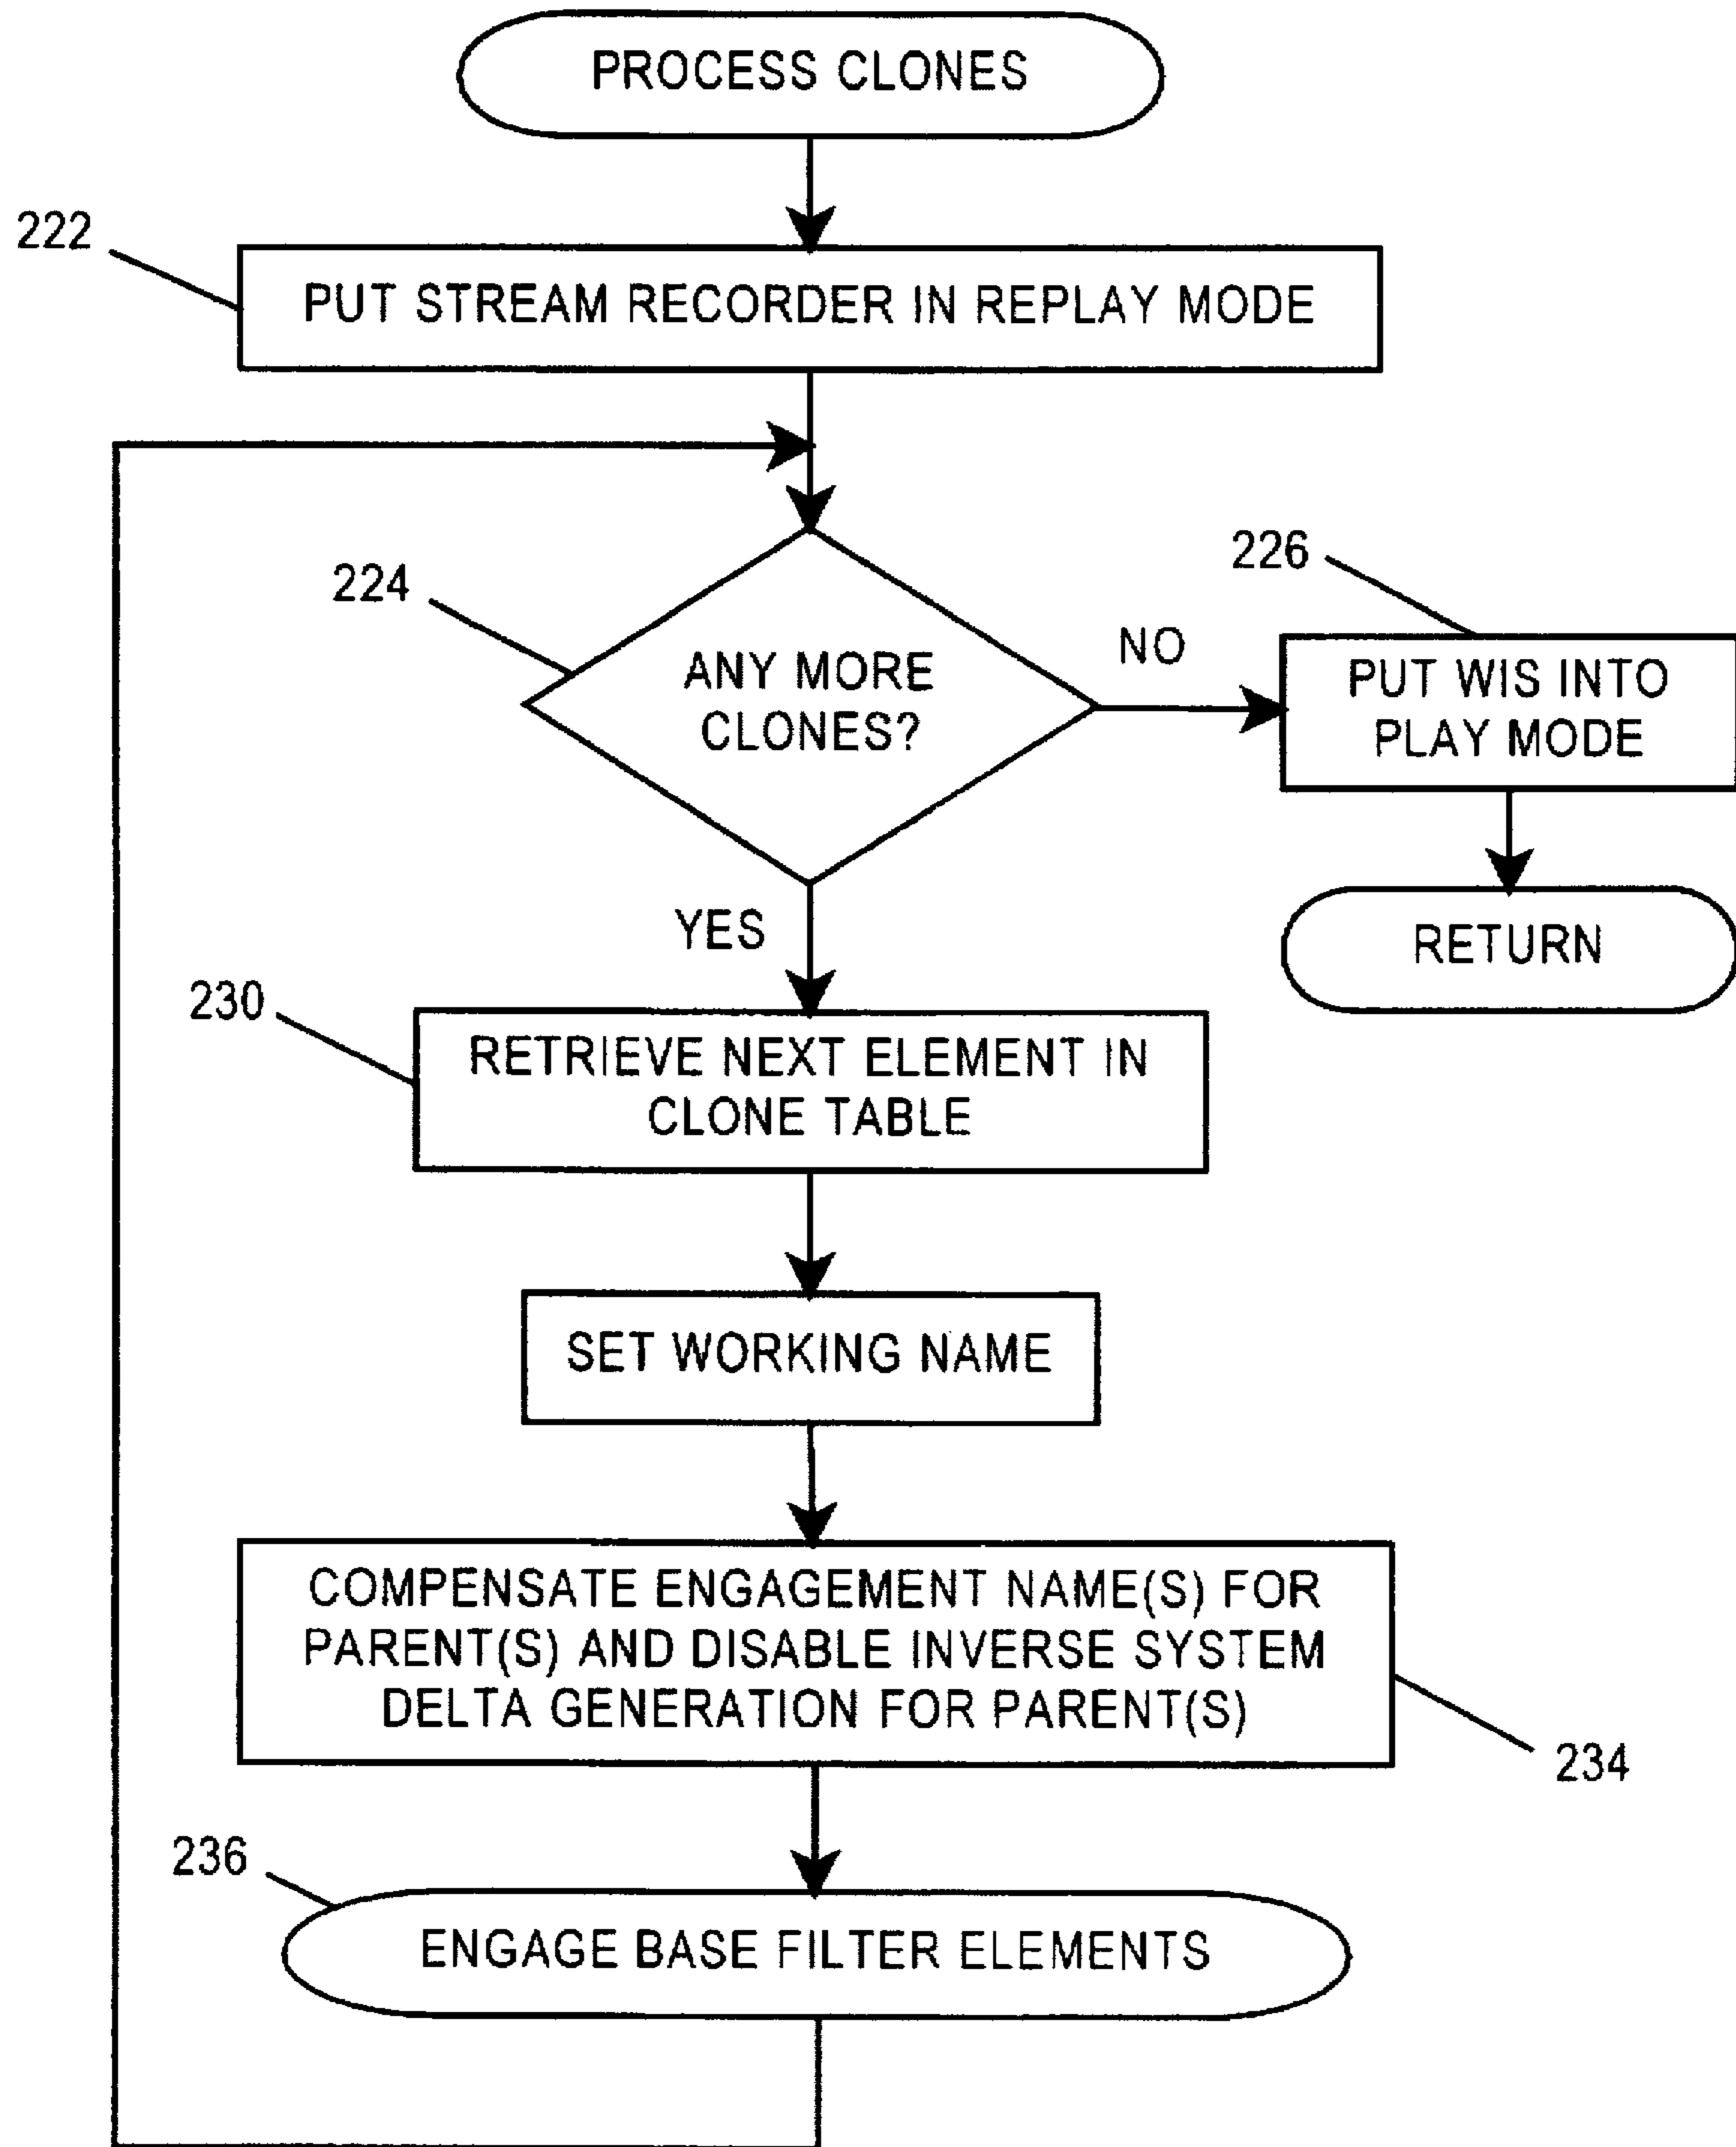 PROCESS CLONES
222
PUT STREAM RECORDER IN REPLAY MODE
224
ANY MORE
CLONES?
NO
226
PUT WIS INTO
PLAY MODE
YES
RETURN
230
RETRIEVE NEXT ELEMENT IN
CLONE TABLE
SET WORKING NAME
COMPENSATE ENGAGEMENT NAME(S) FOR
PARENT(S) AND DISABLE INVERSE SYSTEM
DELTA GENERATION FOR PARENT(S)
234
236
ENGAGE BASE FILTER ELEMENTS